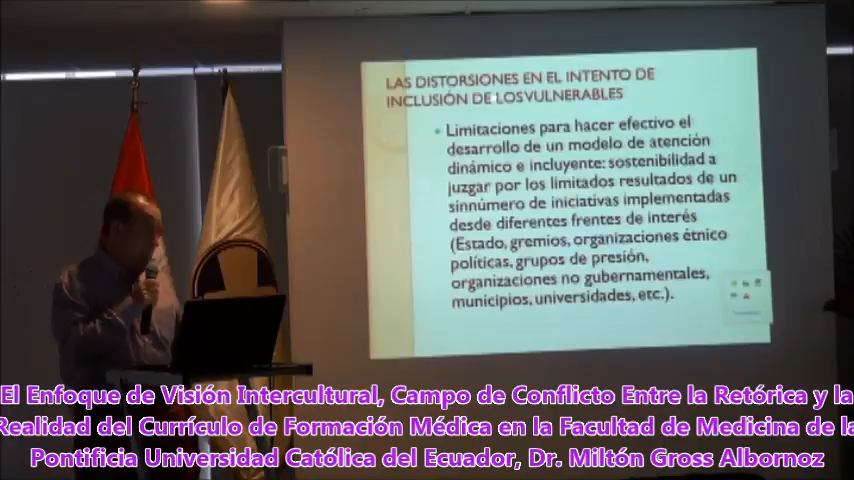 LAS DISTORSIONES EN EL INTENTO DE
INCLUSIÓN DE LOS VULNERABLES
• Limitaciones para hacer efectivo el
desarrollo de un modelo de atención
dinámico e incluyente: sostenibilidad a
juzgar por los limitados resultados de un
sinnúmero de iniciativas implementadas
desde diferentes frentes de interés
(Estado, gremios, organizaciones étnico
políticas, grupos de presión,
organizaciones no gubernamentales,
municipios, universidades, etc.).
El Enfoque de Visión Intercultural, Campo de Conflicto Entre la Retórica y la
Realidad del Currículo de Formación Médica en la Facultad de Medicina de la
Pontificia Universidad Católica del Ecuador, Dr. Miltón Gross Albornoz